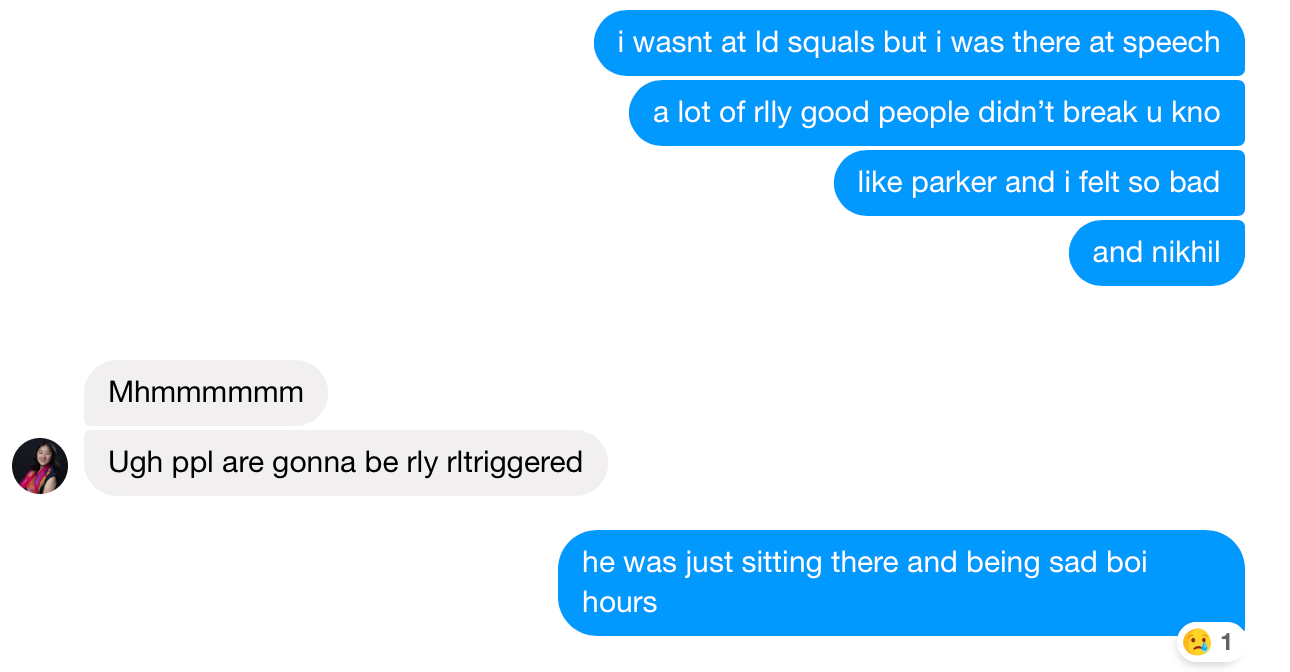 i wasnt at ld squals but i was there at speech
a lot of rlly good people didn’t break u kno
like parker and i felt so bad
and nikhil
Mhmmmmmm
Ugh ppl are gonna be rly rltriggered
he was just sitting there and being sad boi
hours
😢 1